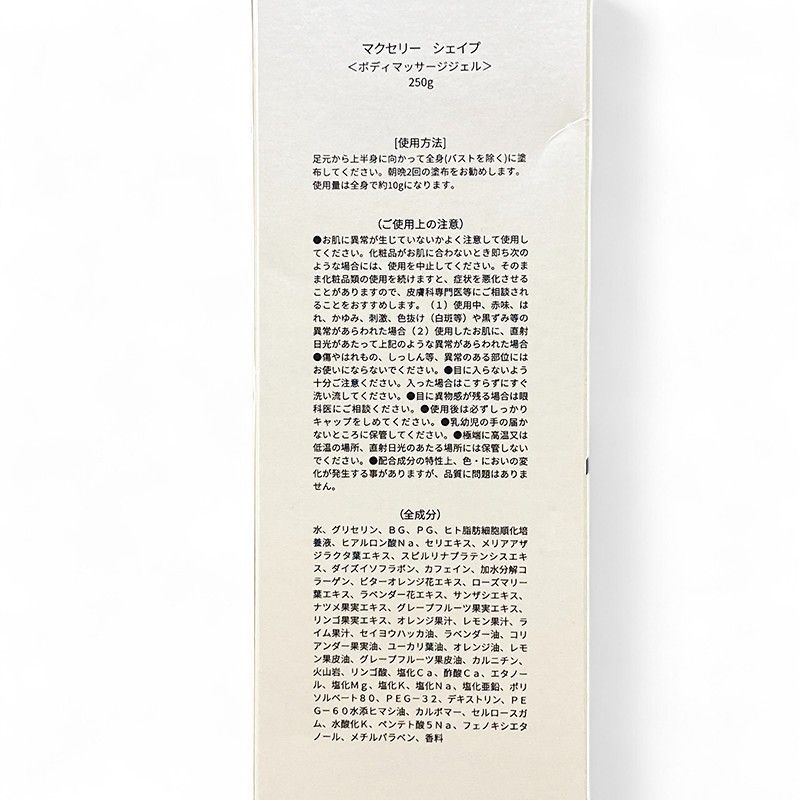 マクセリー　シェイプ
＜ボディマッサージジェル＞
250g
[使用方法]
足元から上半身に向かって全身(バストを除く)に塗
布してください。朝晩2回の塗布をお勧めします。
使用量は全身で約10gになります。
（ご使用上の注意）
●お肌に異常が生じていないかよく注意して使用し
てください。化粧品がお肌に合わないとき即ち次の
ような場合には、使用を中止してください。そのま
ま化粧品類の使用を続けますと、症状を悪化させる
ことがありますので、皮膚科専門医等にご相談され
ることをおすすめします。（１）使用中、赤味、は
れ、かゆみ、刺激、色抜け（白斑等）や黒ずみ等の
異常があらわれた場合（２）使用したお肌に、直射
日光があたって上記のような異常があらわれた場合
●傷やはれもの、しっしん等、異常のある部位には
お使いにならないでください。●目に入らないよう
十分ご注意ください。入った場合はこすらずにすぐ
洗い流してください。●目に異物感が残る場合は眼
科医にご相談ください。●使用後は必ずしっかり
キャップをしめてください。●乳幼児の手の届か
ないところに保管してください。●極端に高温又は
低温の場所、直射日光のあたる場所には保管しない
でください。●配合成分の特性上、色・においの変
化が発生する事がありますが、品質に問題はありま
せん。
（全成分）
水、グリセリン、ＢＧ、ＰＧ、ヒト脂肪細胞順化培
養液、ヒアルロン酸Ｎａ、セリエキス、メリアアザ
ジラクタ葉エキス、スピルリナプラテンシスエキ
ス、ダイズイソフラボン、カフェイン、加水分解コ
ラーゲン、ビターオレンジ花エキス、ローズマリー
葉エキス、ラベンダー花エキス、サンザシエキス、
ナツメ果実エキス、グレープフルーツ果実エキス、
リンゴ果実エキス、オレンジ果汁、レモン果汁、ラ
イム果汁、セイヨウハッカ油、ラベンダー油、コリ
アンダー果実油、ユーカリ葉油、オレンジ油、レモ
ン果皮油、グレープフルーツ果皮油、カルニチン、
火山岩、リンゴ酸、塩化Ｃａ、酢酸Ｃａ、エタノー
ル、塩化Ｍｇ、塩化Ｋ、塩化Ｎａ、塩化亜鉛、ポリ
ソルベート８０、ＰＥＧ－３２、デキストリン、ＰＥ
Ｇ－６０水添ヒマシ油、カルボマー、セルロースガ
ム、水酸化Ｋ、ペンテト酸５Ｎａ、フェノキシエタ
ノール、メチルパラベン、香料